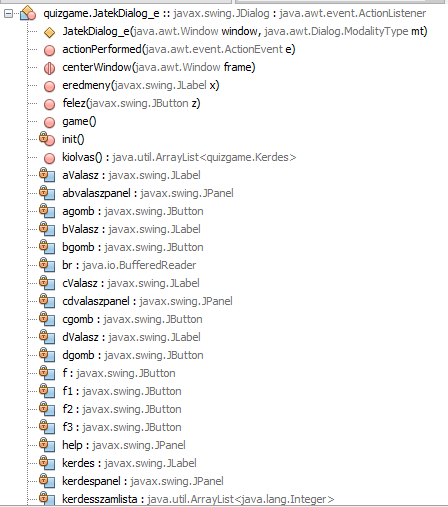 quizgame.JatekDialog_e :: javax.swing.JDialog : java.awt.event.ActionListener
JatekDialog_e(java.awt.Window window, java.awt.Dialog.ModalityType mt)
actionPerformed(java.awt.event.ActionEvent e)
centerWindow(java.awt.Window frame)
eredmeny(javax.swing.JLabel x)
felez(javax.swing.JButton z)
game()
init()
kiolvas() : java.util.ArrayList<quizgame.Kerdes>
aValasz : javax.swing.JLabel
abvalaszpanel : javax.swing.JPanel
agomb : javax.swing.JButton
bValasz : javax.swing.JLabel
bgomb : javax.swing.JButton
br : java.io.BufferedReader
cValasz : javax.swing.JLabel
cdvalaszpanel : javax.swing.JPanel
cgomb : javax.swing.JButton
dValasz : javax.swing.JLabel
dgomb : javax.swing.JButton
f : javax.swing.JButton
f1 : javax.swing.JButton
f2 : javax.swing.JButton
f3 : javax.swing.JButton
help : javax.swing.JPanel
kerdes : javax.swing.JLabel
kerdespanel : javax.swing.JPanel
kerdesszamlista : java.util.ArrayList<java.lang.Integer>